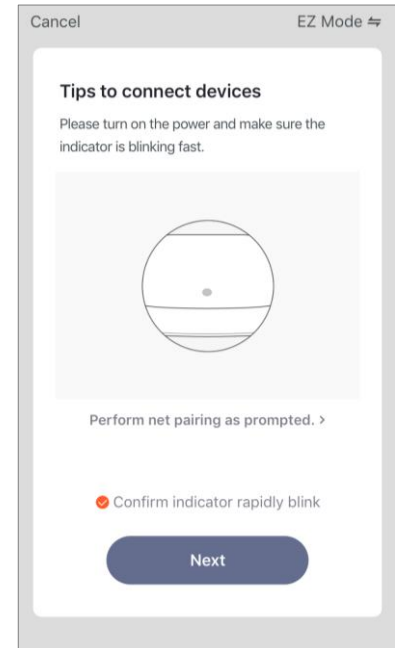 Cancel
EZ Mode ⇋
Tips to connect devices
Please turn on the power and make sure the
indicator is blinking fast.
Perform net pairing as prompted. >
Confirm indicator rapidly blink
Next